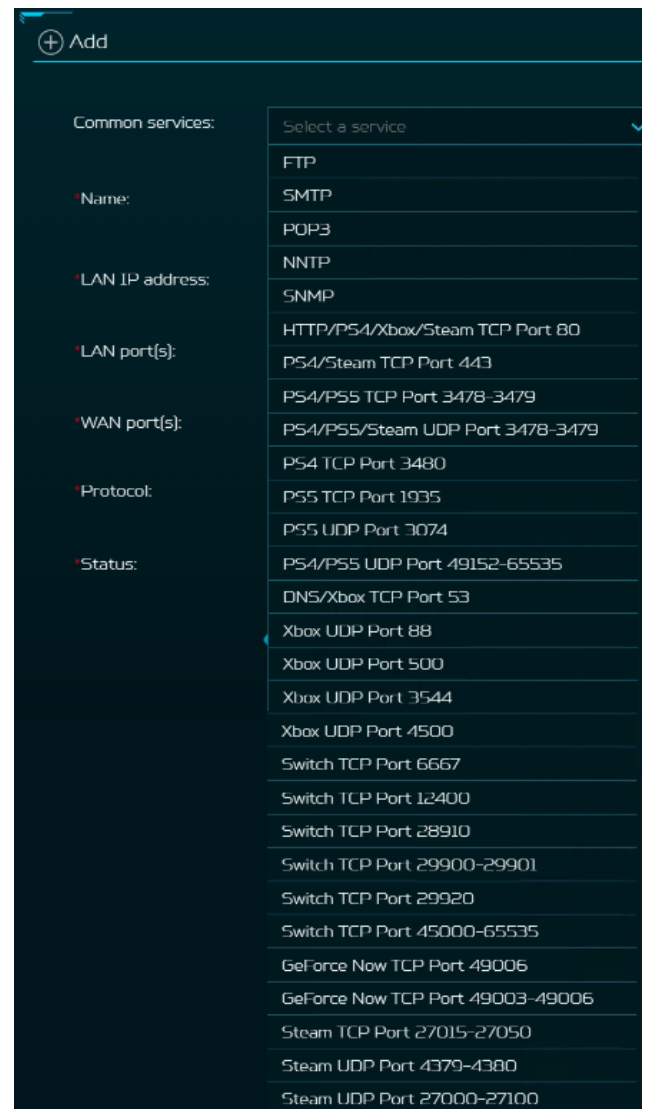 Add
Common services:
Select a service
FTP
*Name:
SMTP
POP3
NNTP
*LAN IP address:
SNMP
HTTP/PS4/Xbox/Steam TCP Port 80
*LAN port(s):
PS4/Steam TCP Port 443
PS4/PS5 TCP Port 3478-3479
*WAN port(s):
PS4/PS5/Steam UDP Port 3478-3479
PS4 TCP Port 3480
*Protocol:
PS5 TCP Port 1935
PS5 UDP Port 3074
*Status:
PS4/PS5 UDP Port 49152-65535
DNS/Xbox TCP Port 53
Xbox UDP Port 88
Xbox UDP Port 500
Xbox UDP Port 3544
Xbox UDP Port 4500
Switch TCP Port 6667
Switch TCP Port 12400
Switch TCP Port 28910
Switch TCP Port 29900-29901
Switch TCP Port 29920
Switch TCP Port 45000-65535
GeForce Now TCP Port 49006
GeForce Now TCP Port 49003-49006
Steam TCP Port 27015-27050
Steam UDP Port 4379-4380
Steam UDP Port 27000-27100